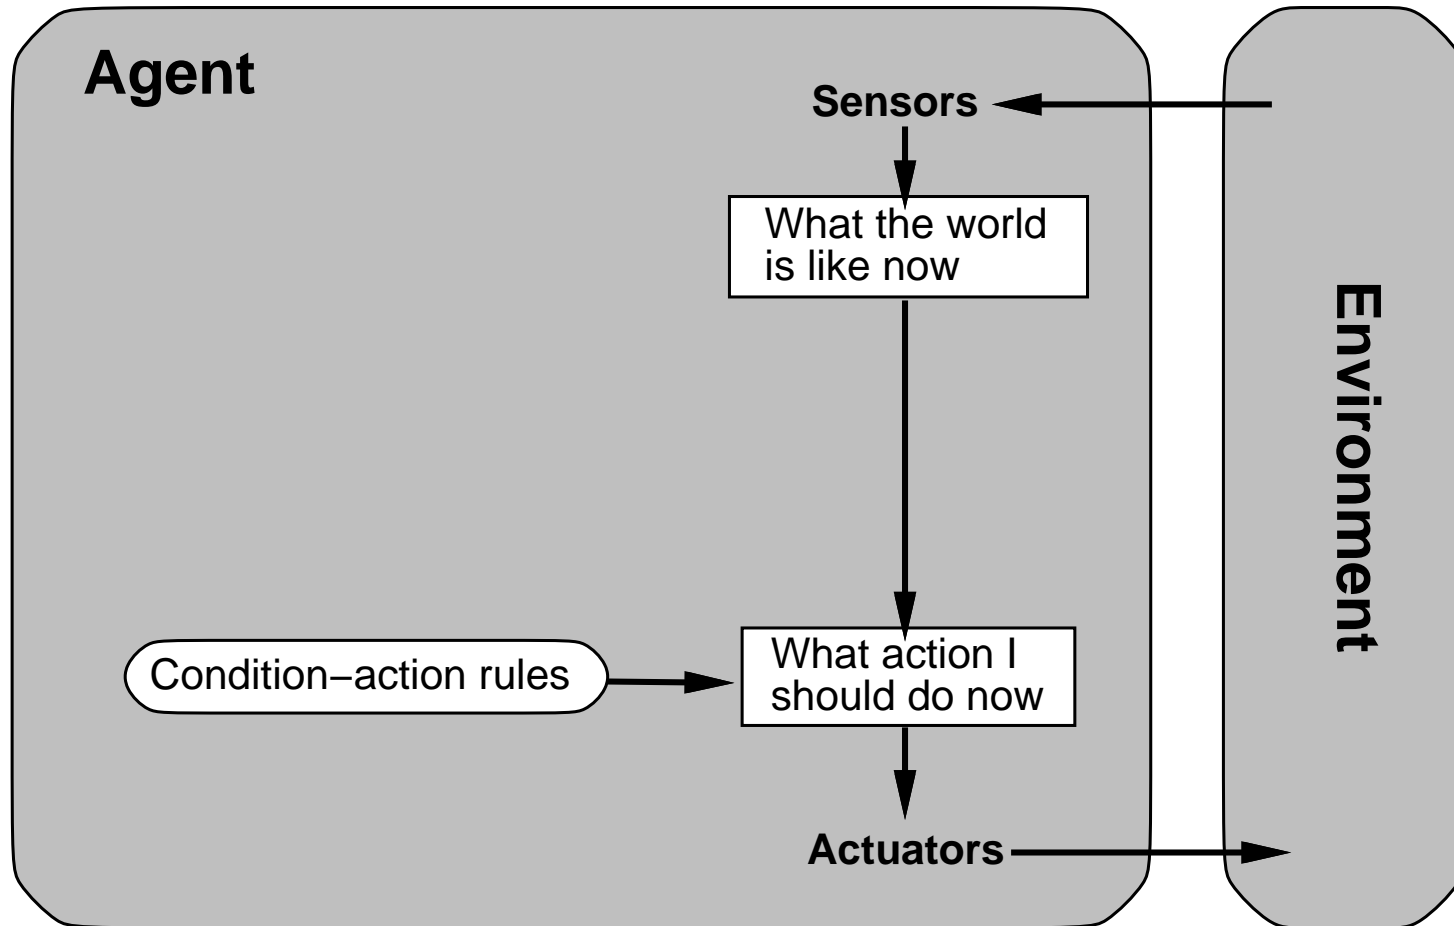 Agent
Sensors
What the world
is like now
Environment
Condition−action rules
What action I
should do now
Actuators